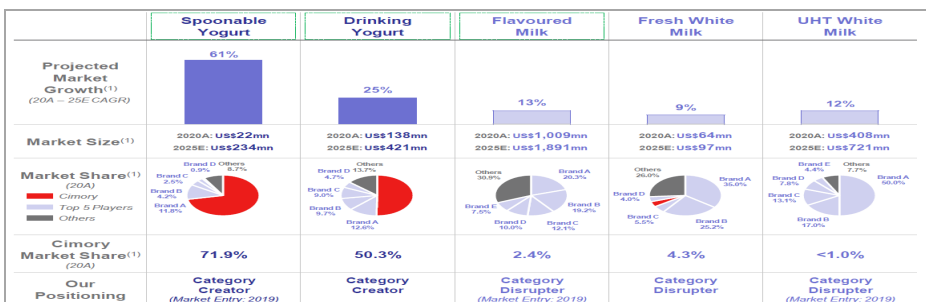 Spoonable Yogurt
Drinking Yogurt
Flavoured Milk
Fresh White Milk
UHT White Milk
Projected Market Growth(1)
(20A – 25E CAGR)
61%
25%
13%
9%
12%
Market Size(1)
2020A: US$22mn
2025E: US$234mn
2020A: US$138mn
2025E: US$421mn
2020A: US$1,009mn
2025E: US$1,891mn
2020A: US$64mn
2025E: US$97mn
2020A: US$408mn
2025E: US$721mn
Market Share(1)
(20A)
Cimory
Top 5 Players
Others
Brand D 0.9%
Others 8.7%
Brand C
Brand B 4.2%
Brand A 11.8%
Others 13.7%
Brand D 4.7%
Brand C 9.0%
Brand B 9.7%
Brand A 12.6%
Others 30.9%
Brand A 20.3%
Brand B 19.2%
Brand C 12.1%
Brand D 10.0%
Brand E 7.5%
Others 26.0%
Brand A 35.0%
Brand B 25.2%
Brand C 5.5%
Brand D 4.0%
Brand E 4.4%
Others 7.7%
Brand A 50.0%
Brand B 17.0%
Brand C 13.1%
Brand D 7.8%
Cimory Market Share(1)
(20A)
71.9%
50.3%
2.4%
4.3%
<1.0%
Our Positioning
Category Creator
(Market Entry: 2019)
Category Creator
Category Disrupter
(Market Entry: 2019)
Category Disrupter
Category Disrupter
(Market Entry: 2019)